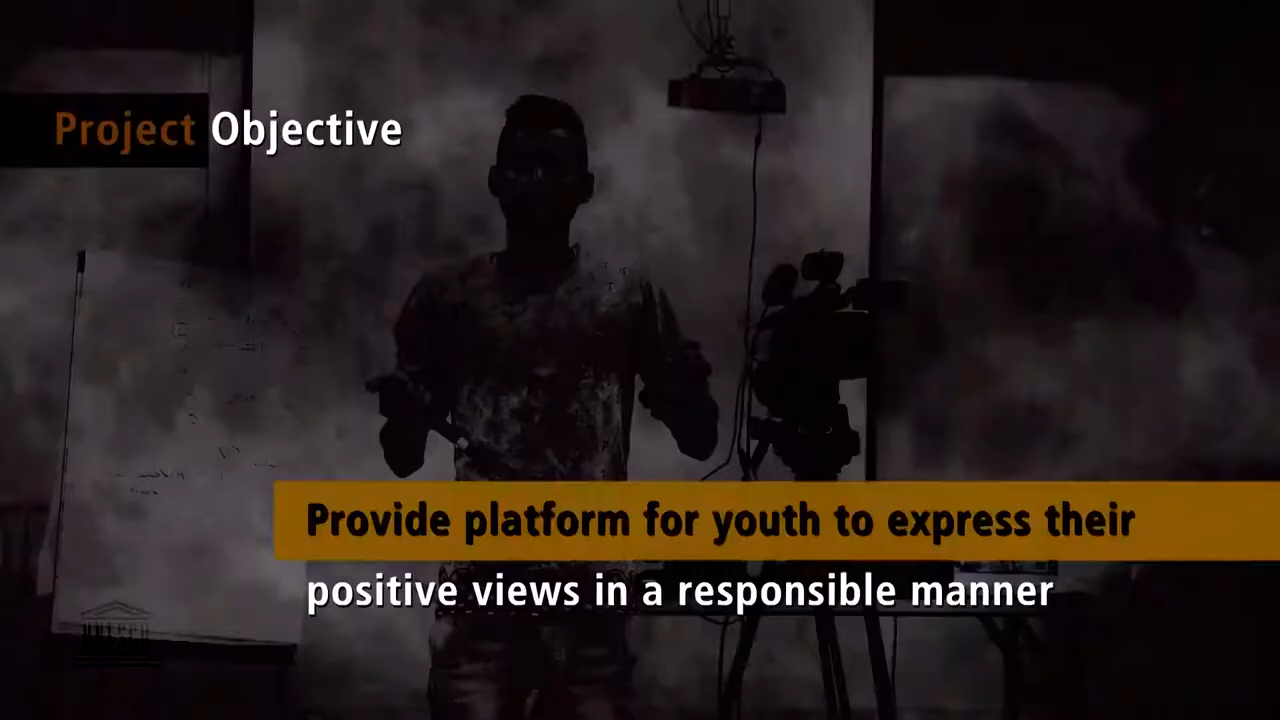 Project Objective
Provide platform for youth to express their
positive views in a responsible manner